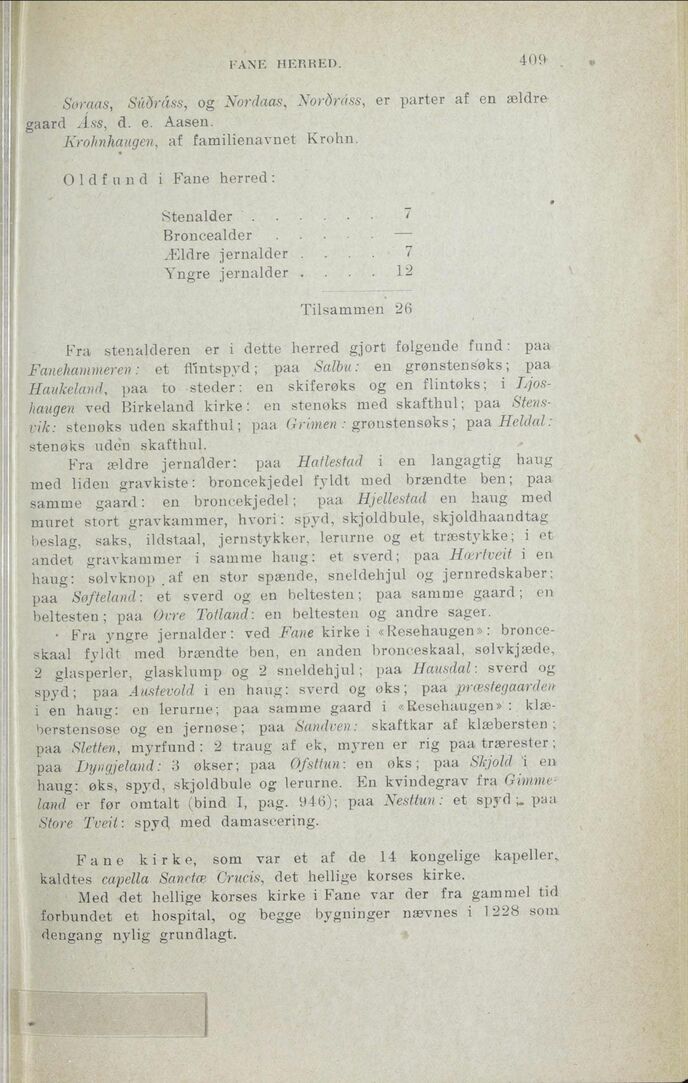 FANE HERRED. 409
Søraas, Súðráss, og Nordaas, Norðráss, er parter af en ældre
gaard Áss, d. e. Aasen.
Krohnhaugen, af familienavnet Krohn.
Oldfund i Fane herred:
Stenalder . . . . . . 7
Broncealder . . . . . —
Ældre jernalder . . . . 7
Yngre jernalder . . . . 12
Tilsammen 26
Fra stenalderen er i dette herred gjort følgende fund: paa
Fanehammeren: et flintspyd; paa Salbu: en grønstensøks; paa
Haukeland, paa to steder: en skiferøks og en flintøks; i Ljos-
haugen ved Birkeland kirke: en stenøks med skafthul; paa Stens-
vik: stenøks uden skafthul; paa Grimen: grønstensøks; paa Heldal:
stenøks uden skafthul.
Fra ældre jernalder: paa Hatlestad i en langagtig haug
med liden gravkiste: broncekjedel fyldt med brændte ben; paa
samme gaard: en broncekjedel; paa Hjellestad en haug med
muret stort gravkammer, hvori: spyd, skjoldbule, skjoldhaandtag
beslag, saks, ildstaal, jernstykker, lerurne og et træstykke; i et
andet gravkammer i samme haug: et sverd; paa Hærtveit i en
haug: sølvknop af en stor spænde, sneldehjul og jernredskaber;
paa Søfteland: et sverd og en beltesten; paa samme gaard; en
beltesten; paa Øvre Totland: en beltesten og andre sager.
Fra yngre jernalder: ved Fane kirke i «Resehaugen»: bronce-
skaal fyldt med brændte ben, en anden bronceskaal, sølvkjæde,
2 glasperler, glasklump og 2 sneldehjul; paa Hausdal: sverd og
spyd; paa Austevold i en haug: sverd og øks; paa præstegaarden
i en haug: en lerurne; paa samme gaard i «Resehaugen»: klæ-
berstensøse og en jernøse; paa Sandven: skaftkar af klæbersten;
paa Sletten, myrfund: 2 traug af ek, myren er rig paa trærester;
paa Dyngjeland: 3 økser; paa Øfsttun: en øks; paa Skjold i en
haug: øks, spyd, skjoldbule og lerurne. En kvindegrav fra Gimme-
land er før omtalt (bind I, pag. 946); paa Nesttun: et spyd; paa
Store Tveit: spyd med damascering.
Fane kirke, som var et af de 14 kongelige kapeller,
kaldtes capella Sanctæ Crucis, det hellige korses kirke.
Med det hellige korses kirke i Fane var der fra gammel tid
forbundet et hospital, og begge bygninger nævnes i 1228 som
dengang nylig grundlagt.